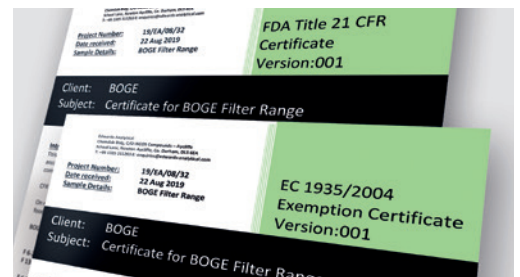 Project Number: 19/EA/08/32
Date received: 22 Aug 2019
Sample Details: BOGE Filter Range
FDA Title 21 CFR
Certificate
Version:001
Client: BOGE
Subject: Certificate for BOGE Filter Range
Edwards Analytical
Project Number: 19/EA/08/32
Date received: 22 Aug 2019
Sample Details: BOGE Filter Range
EC 1935/2004
Exemption Certificate
Version:001
Client: BOGE
Subject: Certificate for BOGE Filter Range